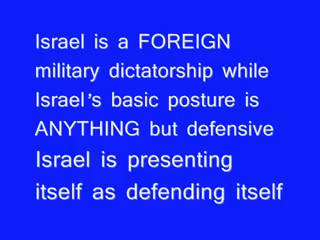 Israel is a FOREIGN
military dictatorship while
Israel's basic posture is
ANYTHING but defensive
Israel is presenting
itself as defending itself